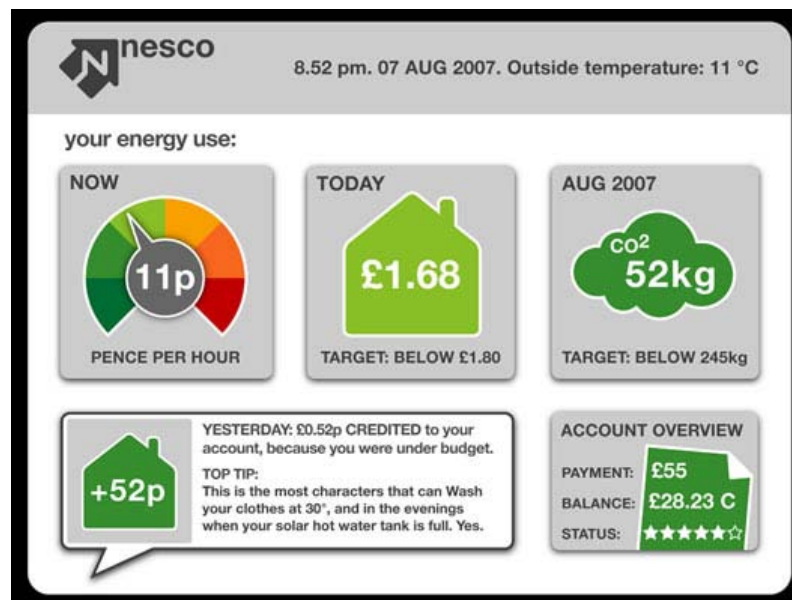 N nesco
8.52 pm. 07 AUG 2007. Outside temperature: 11 °C
your energy use:
NOW
11p
PENCE PER HOUR
TODAY
£1.68
TARGET: BELOW £1.80
AUG 2007
CO²
52kg
TARGET: BELOW 245kg
+52p
YESTERDAY: £0.52p CREDITED to your
account, because you were under budget.
TOP TIP:
This is the most characters that can Wash
your clothes at 30°, and in the evenings
when your solar hot water tank is full. Yes.
ACCOUNT OVERVIEW
PAYMENT: £55
BALANCE: £28.23 C
STATUS: ★★★★★☆